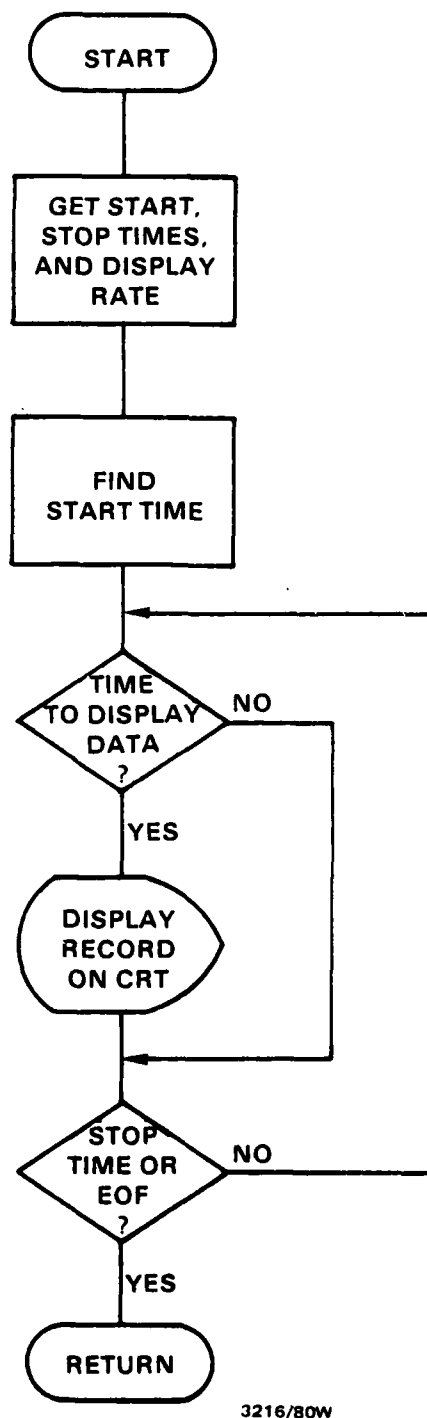 START
GET START,
STOP TIMES,
AND DISPLAY
RATE
FIND
START TIME
TIME
TO DISPLAY
DATA
?
NO
YES
DISPLAY
RECORD
ON CRT
STOP
TIME OR
EOF
?
NO
YES
RETURN
3216/80W